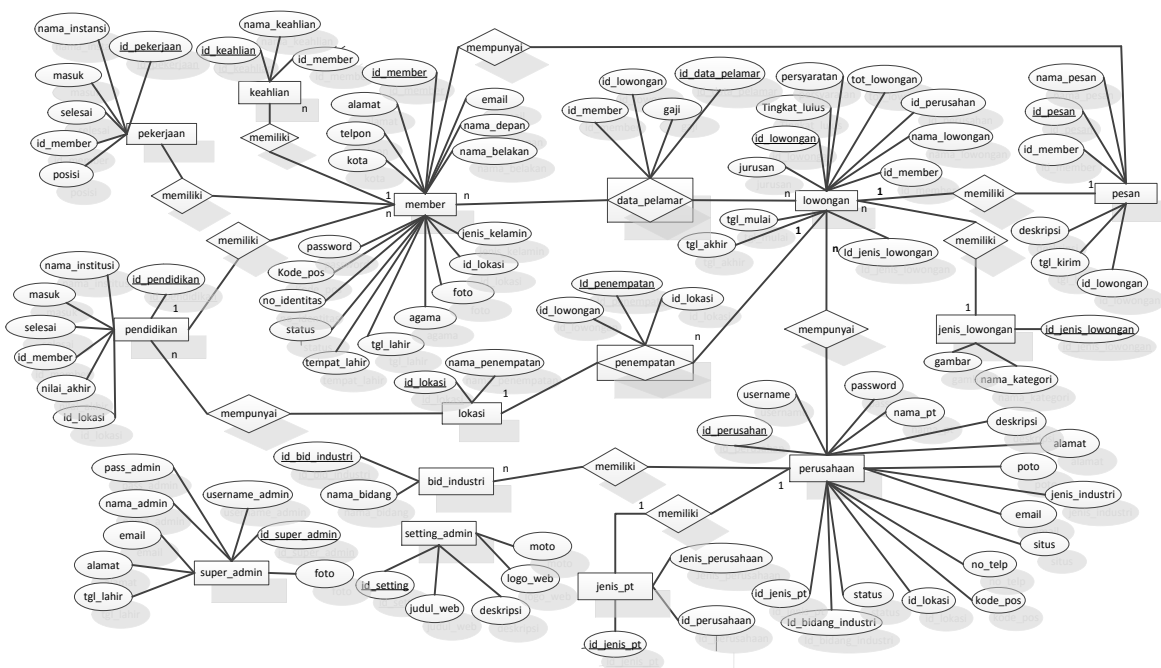 nama_instansi
id_pekerjaan
masuk
selesai
id_member
posisi
pekerjaan
nama_keahlian
id_keahlian
id_member
keahlian
n
memiliki
memiliki
id_member
alamat
telpon
kota
email
nama_depan
nama_belakan
1
member
n
n
mempunyai
id_lowongan
id_data_pelamar
id_member
gaji
data_pelamar
persyaratan
tot_lowongan
Tingkat_lulus
id_perusahan
id_lowongan
nama_lowongan
jurusan
id_member
n
lowongan
1
n
1
n
tgl_mulai
tgl_akhir
Id_jenis_lowongan
memiliki
1
nama_pesan
id_pesan
id_member
pesan
deskripsi
tgl_kirim
id_lowongan
memiliki
memiliki
password
Kode_pos
no_identitas
status
tempat_lahir
tgl_lahir
agama
foto
id_lokasi
jenis_kelamin
nama_institusi
id_pendidikan
masuk
selesai
id_member
nilai_akhir
id_lokasi
1
pendidikan
n
mempunyai
Id_penempatan
id_lowongan
id_lokasi
penempatan
n
nama_penempatan
id_lokasi
1
lokasi
mempunyai
1
jenis_lowongan
id_jenis_lowongan
gambar
nama_kategori
username
password
id_perusahan
nama_pt
deskripsi
alamat
poto
jenis_industri
email
situs
no_telp
kode_pos
id_lokasi
status
Id_bidang_industri
id_jenis_pt
perusahaan
1
id_bid_industri
nama_bidang
bid_industri
n
memiliki
memiliki
1
pass_admin
nama_admin
username_admin
email
id_super_admin
alamat
tgl_lahir
foto
super_admin
setting_admin
moto
logo_web
id_setting
judul_web
deskripsi
jenis_pt
Jenis_perusahaan
id_perusahaan
id_jenis_pt